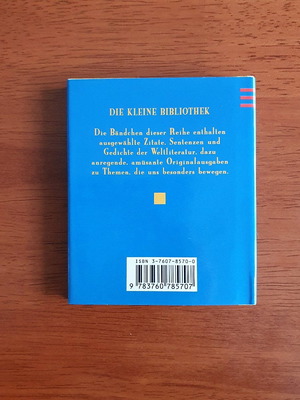 DIE KLEINE BIBLIOTHEK
Die Bändchen dieser Reihe enthalten
ausgewählte Zitate, Sentenzen und
Gedichte der Weltliteratur, dazu
anregende, amüsante Originalausgaben
zu Themen, die uns besonders bewegen.
ISBN 3-7607-8570-0
9 783760 785707